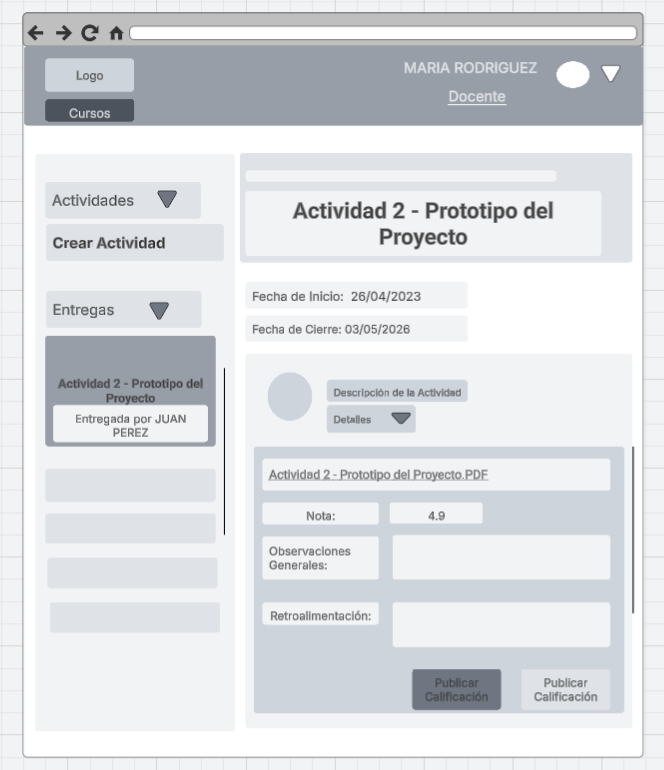 Logo
MARIA RODRIGUEZ
Docente
Cursos
Actividades
Crear Actividad
Entregas
Actividad 2 - Prototipo del
Proyecto
Entregada por JUAN
PEREZ
Actividad 2 - Prototipo del
Proyecto
Fecha de Inicio: 26/04/2023
Fecha de Cierre: 03/05/2026
Descripción de la Actividad
Detalles
Actividad 2 - Prototipo del Proyecto.PDF
Nota:
4.9
Observaciones
Generales:
Retroalimentación:
Publicar
Calificación
Publicar
Calificación